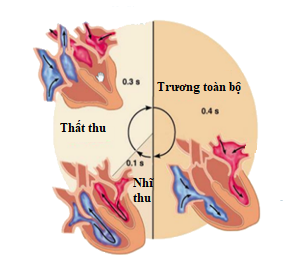 0.3 s
Trương toàn bộ
0.4 s
Thất thu
0.1 s
Nhĩ
thu